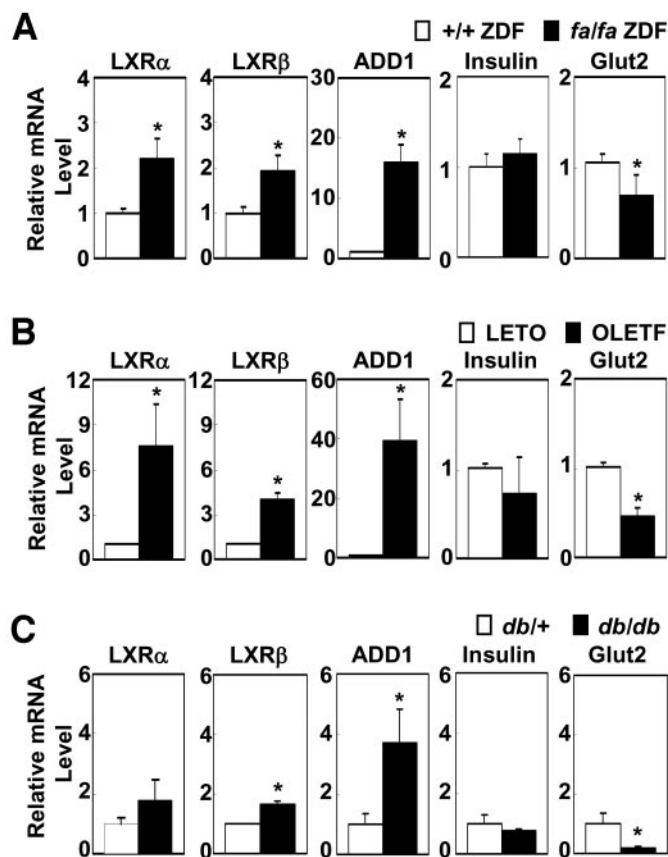 A
+/+ ZDF fa/fa ZDF
LXRα LXRβ ADD1 Insulin Glut2
Relative mRNA Level
4 4 30 2 2
3 3
20
2 2 * 1 1
* * *
1 1 10
0 0 0 0 0
B
LETO OLETF
LXRα LXRβ ADD1 Insulin Glut2
Relative mRNA Level
12 12 60 2 2
* *
9 9
40
6 6 1 1
* *
3 3 20
0 0 0 0 0
C
db/+ db/db
LXRα LXRβ ADD1 Insulin Glut2
Relative mRNA Level
6 6 6 6 6
*
4 4 4 4 4
2 2 2 2 2
* *
0 0 0 0 0